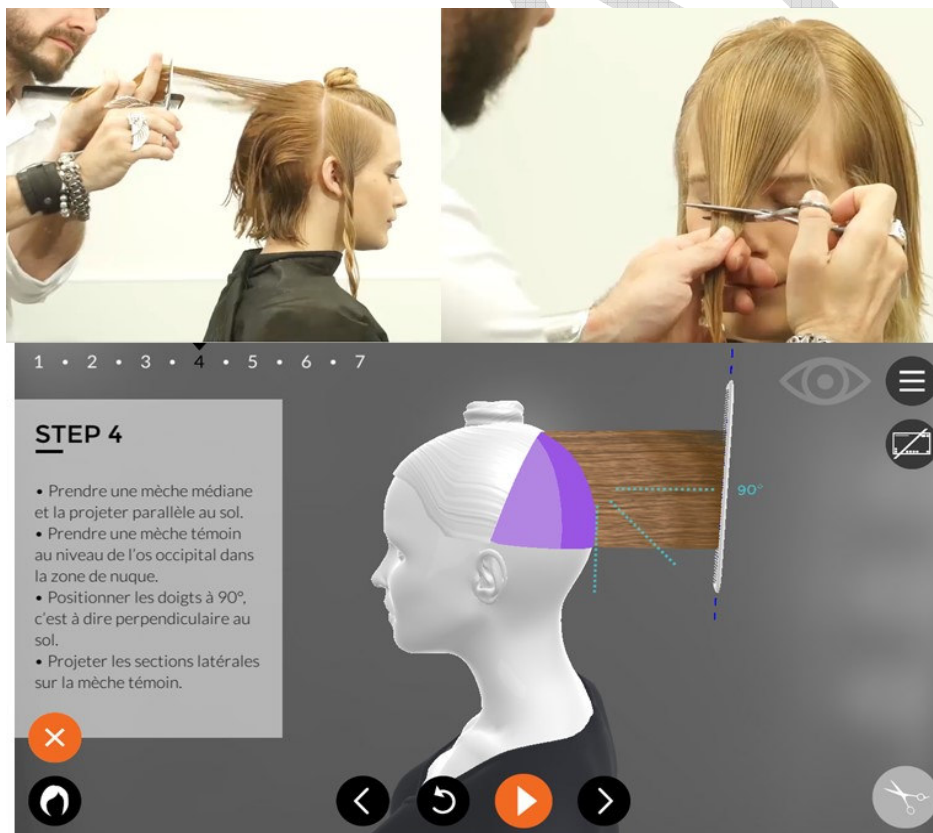 1 • 2 • 3 • 4 • 5 • 6 • 7
STEP 4
• Prendre une mèche médiane
et la projeter parallèle au sol.
• Prendre une mèche témoin
au niveau de l'os occipital dans
la zone de nuque.
• Positionner les doigts à 90°,
c'est à dire perpendiculaire au
sol.
• Projeter les sections latérales
sur la mèche témoin.
90°